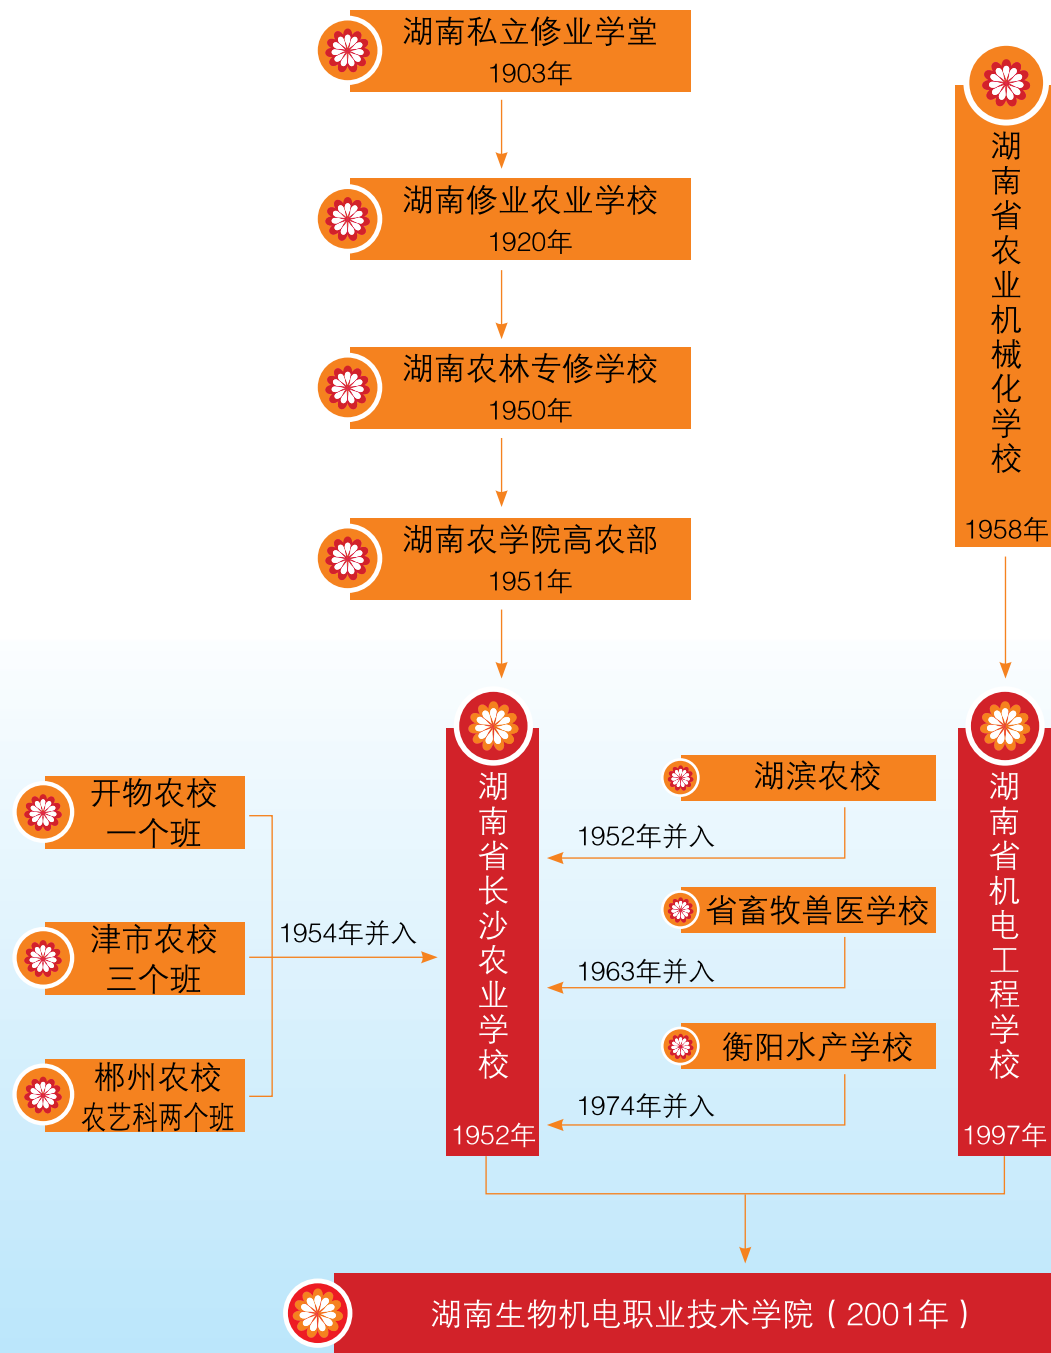 湖南私立修业学堂
1903年
湖南修业农业学校
1920年
湖南农林专修学校
1950年
湖南农学院高农部
1951年
湖南省农业机械化学校
1958年
开物农校
一个班
津市农校
三个班
郴州农校
农艺科两个班
1954年并入
湖南省长沙农业学校
1952年
湖滨农校
1952年并入
省畜牧兽医学校
1963年并入
衡阳水产学校
1974年并入
湖南省机电工程学校
1997年
湖南生物机电职业技术学院（2001年）